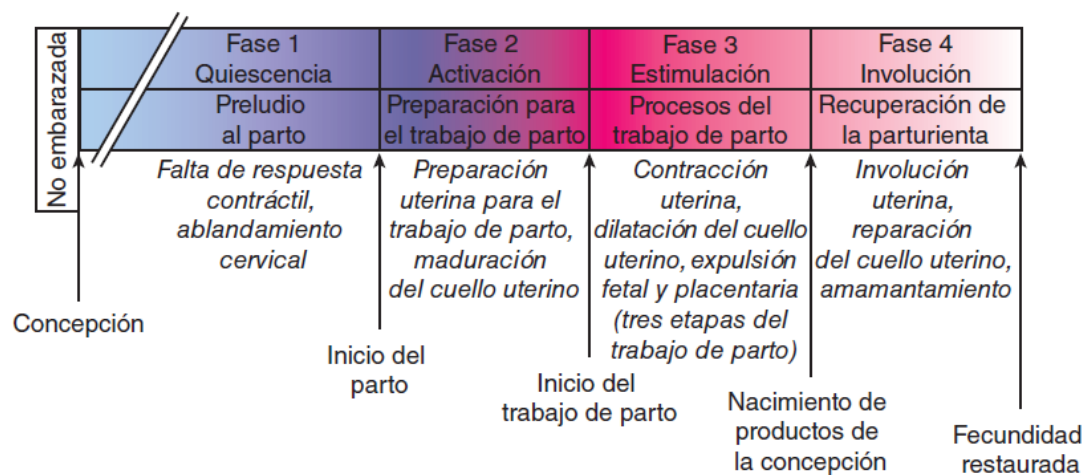 No embarazada
Fase 1
Quiescencia
Preludio
al parto
Falta de respuesta
contráctil,
ablandamiento
cervical
Fase 2
Activación
Preparación para
el trabajo de parto
Preparación
uterina para el
trabajo de parto,
maduración
del cuello uterino
Fase 3
Estimulación
Procesos del
trabajo de parto
Contracción
uterina,
dilatación del cuello
uterino, expulsión
fetal y placentaria
(tres etapas del
trabajo de parto)
Fase 4
Involución
Recuperación de
la parturienta
Involución
uterina,
reparación
del cuello uterino,
amamantamiento
Concepción
Inicio del
parto
Inicio del
trabajo de parto
Nacimiento de
productos de
la concepción
Fecundidad
restaurada